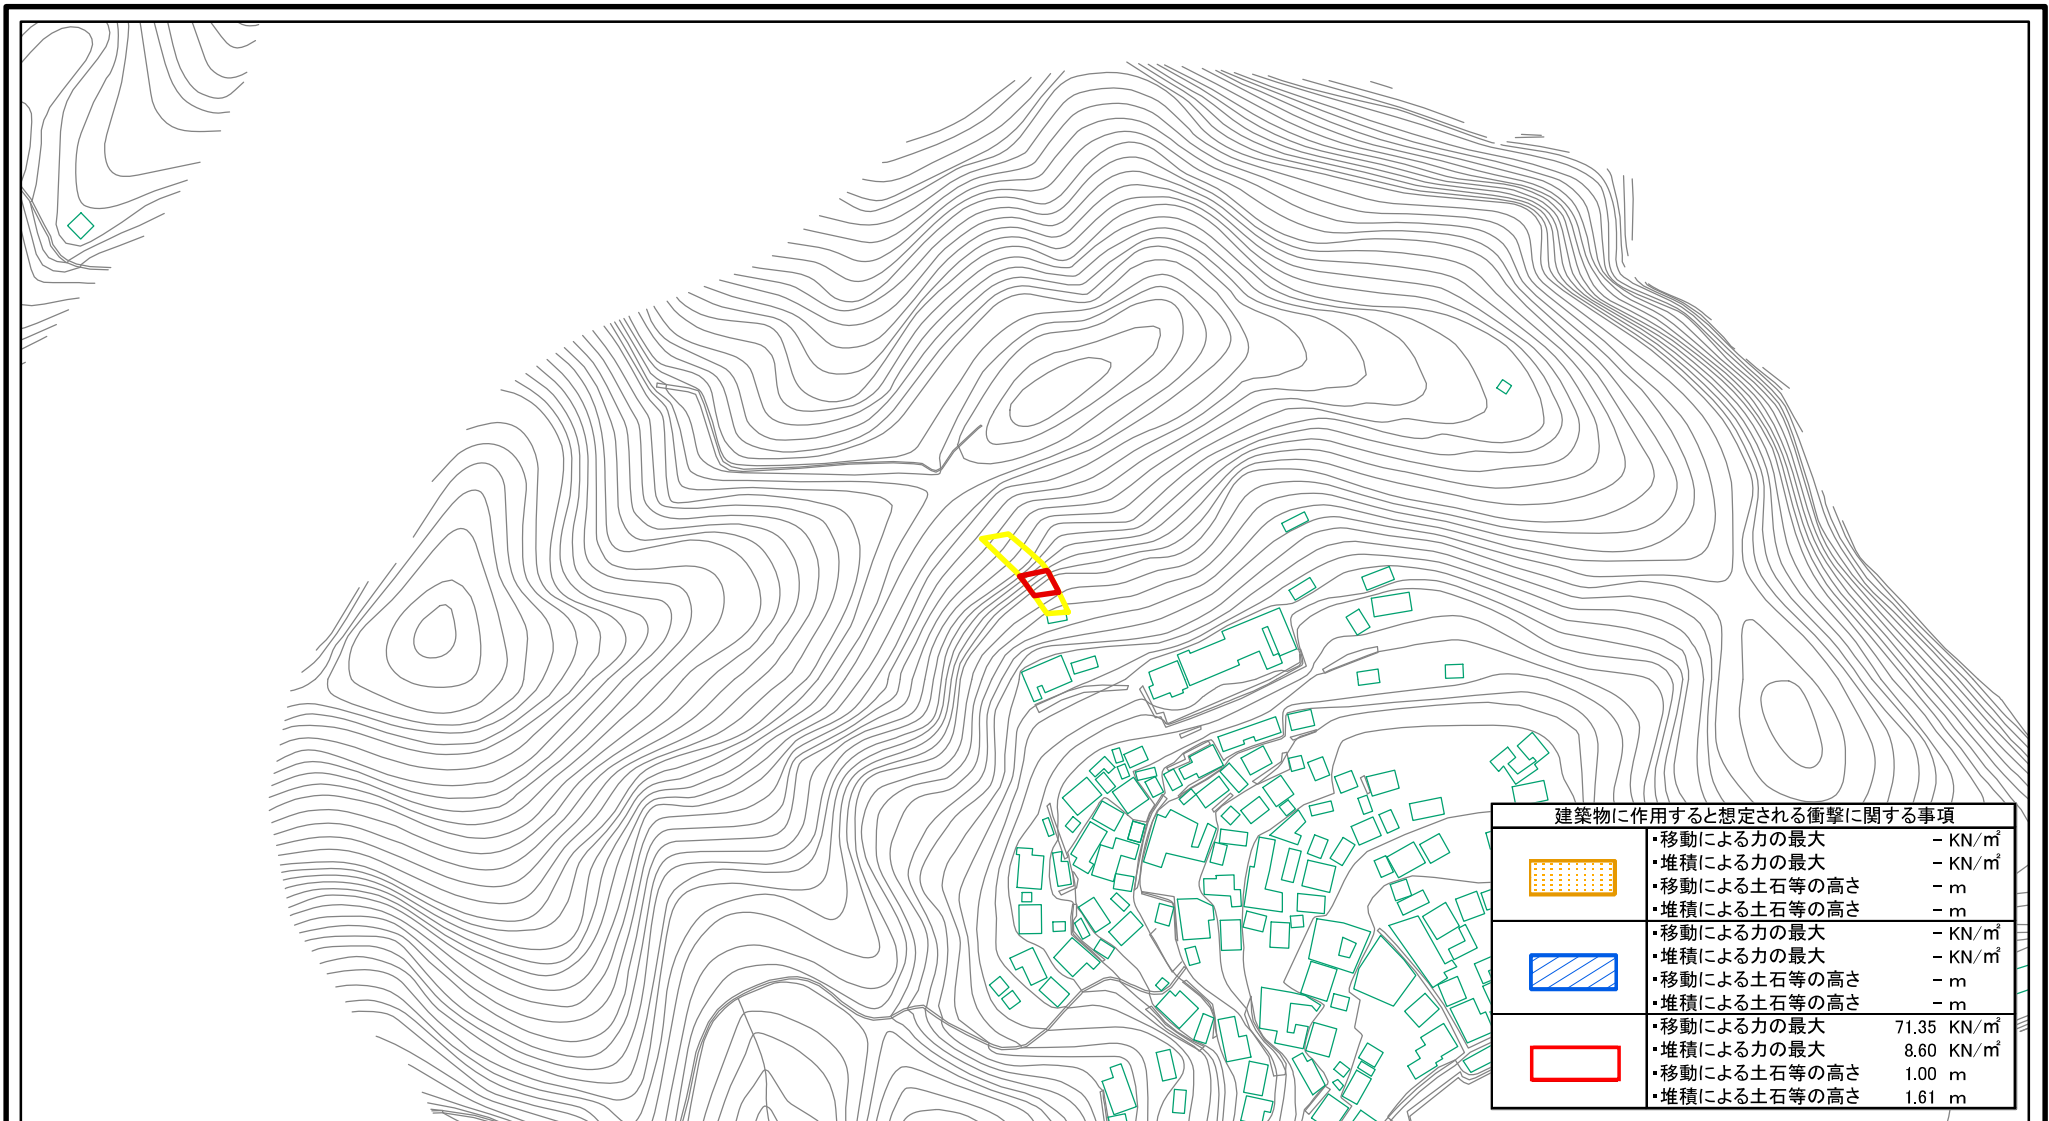 建築物に作用すると想定される衝撃に関する事項
・移動による力の最大 － KN/㎡
・堆積による力の最大 － KN/㎡
・移動による土石等の高さ － m
・堆積による土石等の高さ － m
・移動による力の最大 － KN/㎡
・堆積による力の最大 － KN/㎡
・移動による土石等の高さ － m
・堆積による土石等の高さ － m
・移動による力の最大 71.35 KN/㎡
・堆積による力の最大 8.60 KN/㎡
・移動による土石等の高さ 1.00 m
・堆積による土石等の高さ 1.61 m